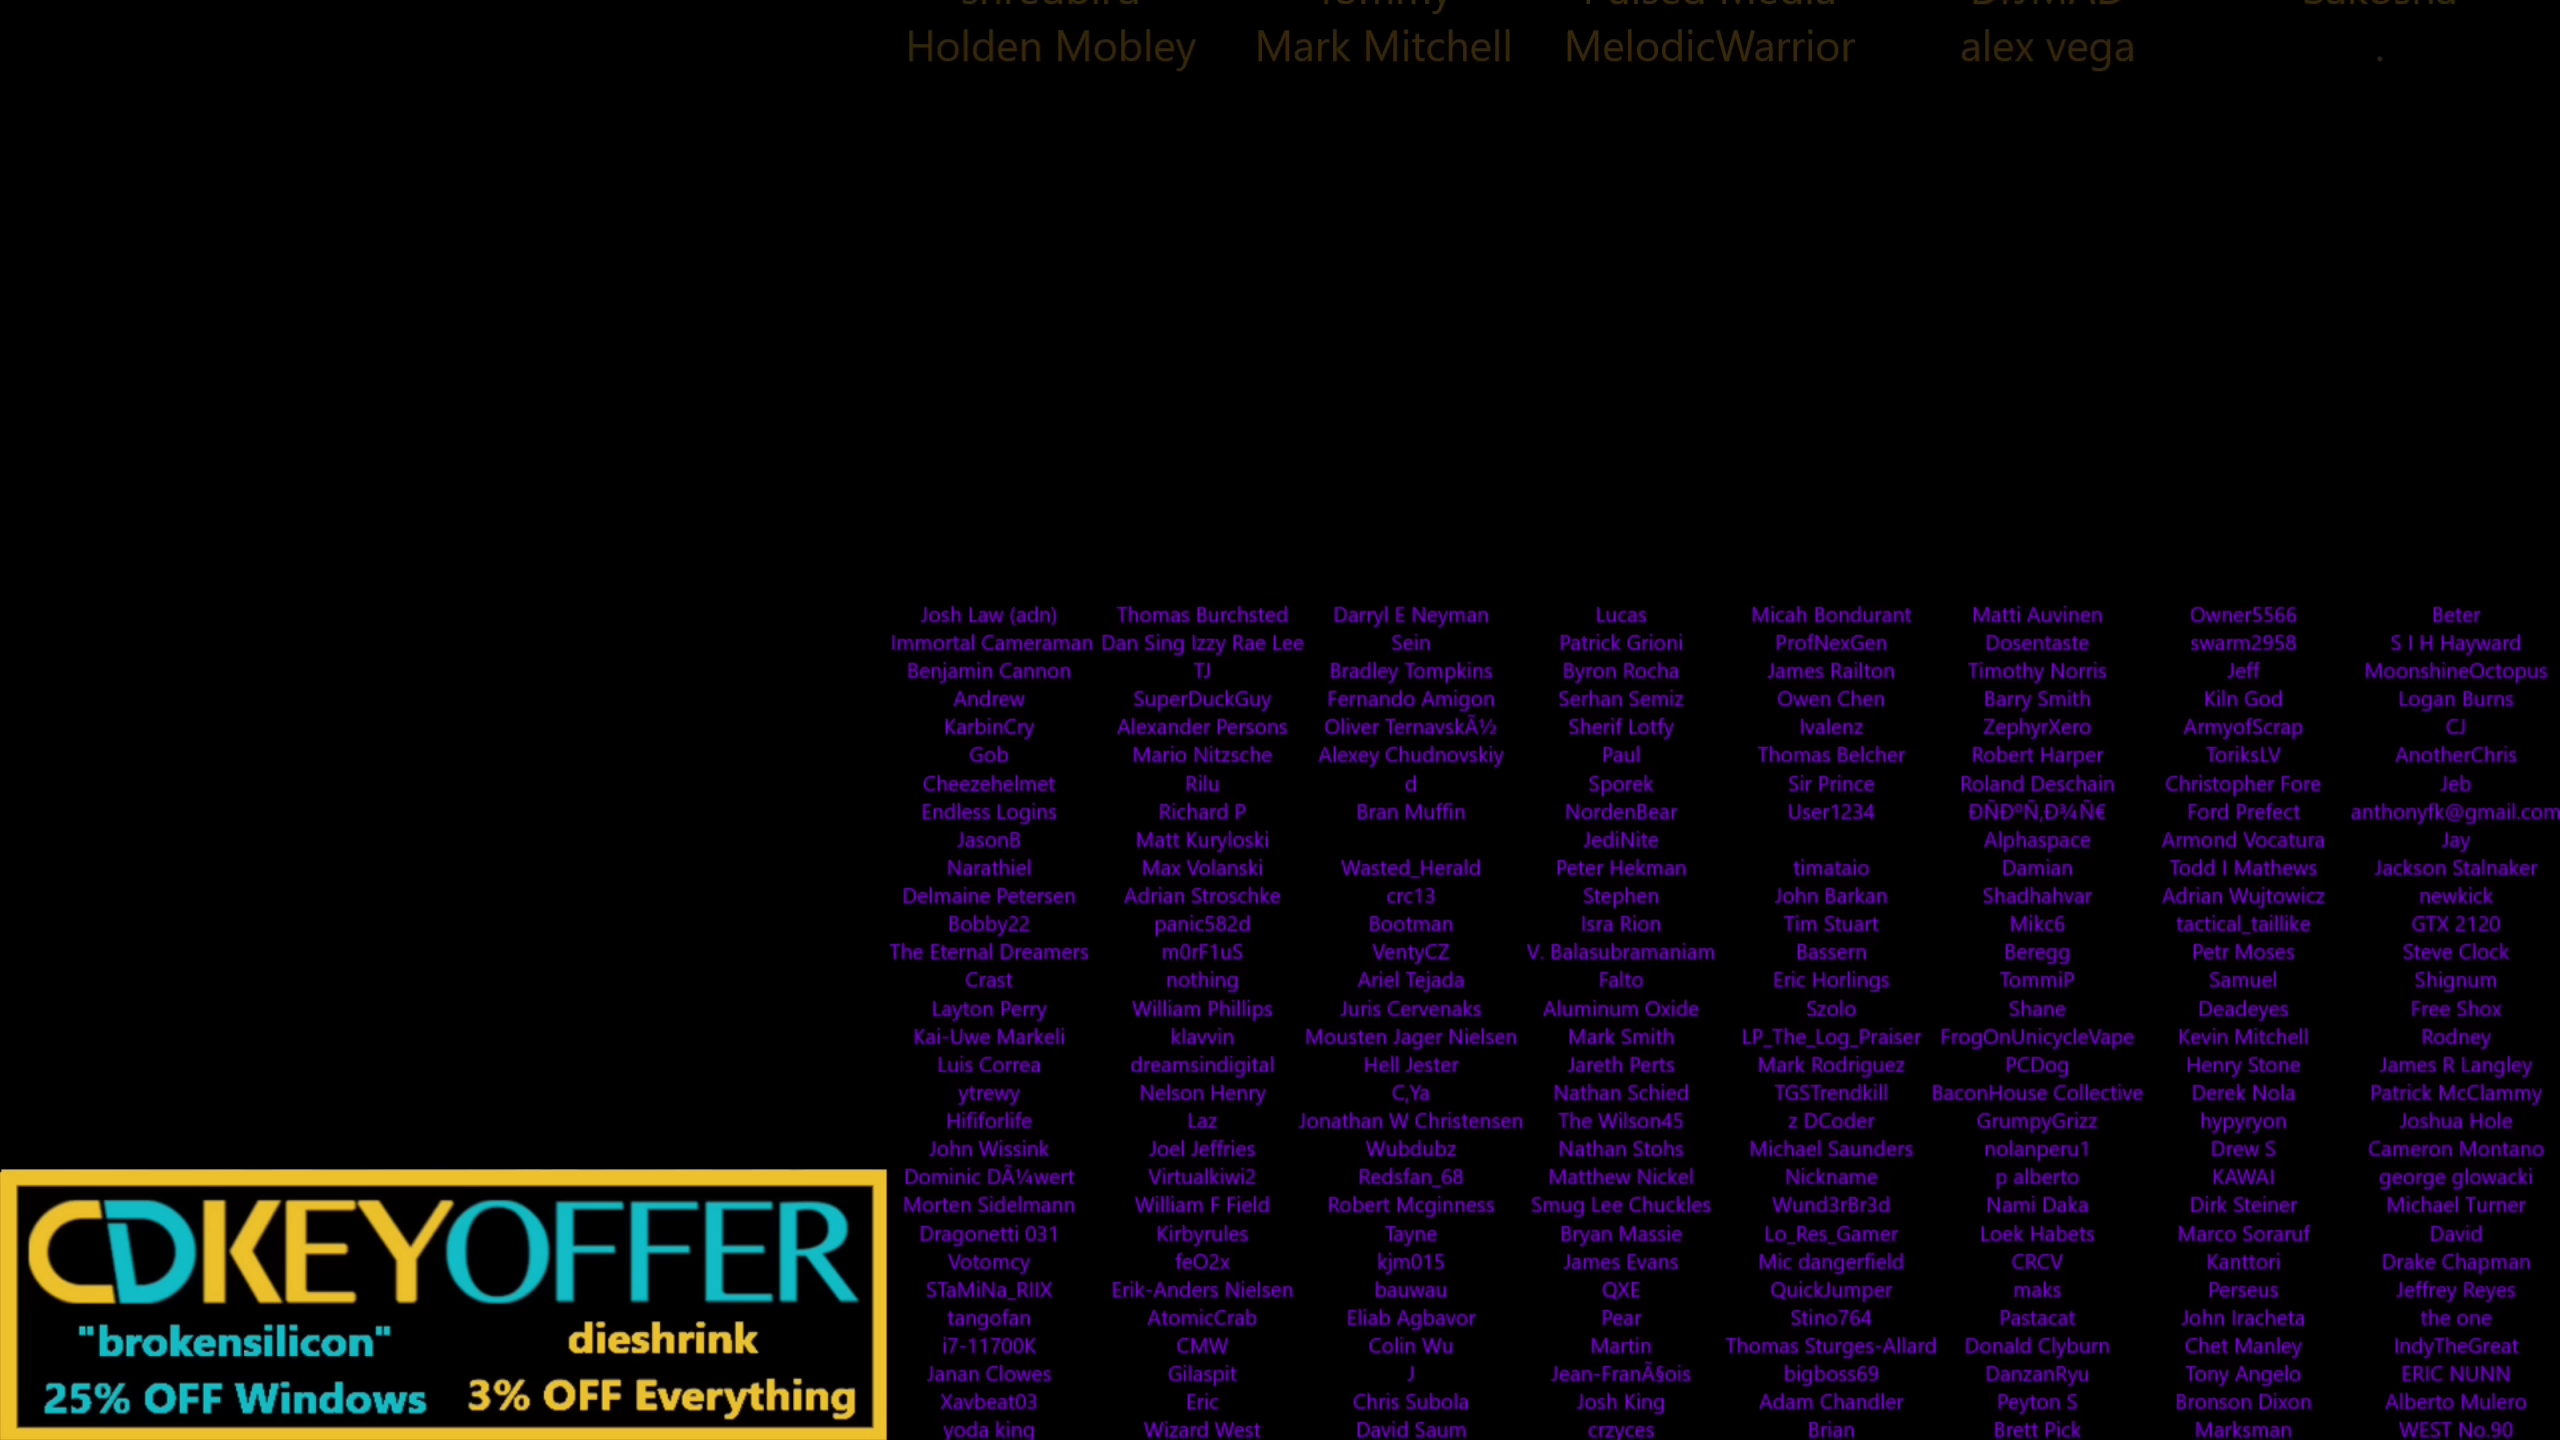 Holden Mobley Mark Mitchell MelodicWarrior alex vega .
Josh Law (adn) Thomas Burchsted Darryl E Neyman Lucas Micah Bondurant Matti Auvinen Owner5566 Beter
Immortal Cameraman Dan Sing Izzy Rae Lee Sein Patrick Grioni ProfNexGen Dosentaste swarm2958 S I H Hayward
Benjamin Cannon TJ Bradley Tompkins Byron Rocha James Railton Timothy Norris Jeff MoonshineOctopus
Andrew SuperDuckGuy Fernando Amigon Serhan Semiz Owen Chen Barry Smith Kiln God Logan Burns
KarbinCry Alexander Persons Oliver TernavskÃ½ Sherif Lotfy Ivalenz ZephyrXero ArmyofScrap CJ
Gob Mario Nitzsche Alexey Chudnovskiy Paul Thomas Belcher Robert Harper ToriksLV AnotherChris
Cheezehelmet Rilu d Sporek Sir Prince Roland Deschain Christopher Fore Jeb
Endless Logins Richard P Bran Muffin NordenBear User1234 ÐÑÐºÑ‚Ð¾Ñ€ Ford Prefect anthonyfk@gmail.com
JasonB Matt Kuryloski JediNite Alphaspace Armond Vocatura Jay
Narathiel Max Volanski Wasted_Herald Peter Hekman timataio Damian Todd I Mathews Jackson Stalnaker
Delmaine Petersen Adrian Stroschke crc13 Stephen John Barkan Shadhahvar Adrian Wujtowicz newkick
Bobby22 panic582d Bootman Isra Rion Tim Stuart Mikc6 tactical_taillike GTX 2120
The Eternal Dreamers m0rF1uS VentyCZ V. Balasubramaniam Bassern Beregg Petr Moses Steve Clock
Crast nothing Ariel Tejada Falto Eric Horlings TommiP Samuel Shignum
Layton Perry William Phillips Juris Cervenaks Aluminum Oxide Szolo Shane Deadeyes Free Shox
Kai-Uwe Markeli klavvin Mousten Jager Nielsen Mark Smith LP_The_Log_Praiser FrogOnUnicycleVape Kevin Mitchell Rodney
Luis Correa dreamsindigital Hell Jester Jareth Perts Mark Rodriguez PCDog Henry Stone James R Langley
ytrewy Nelson Henry C,Ya Nathan Schied TGSTrendkill BaconHouse Collective Derek Nola Patrick McClammy
Hififorlife Laz Jonathan W Christensen The Wilson45 z DCoder GrumpyGrizz hypyryon Joshua Hole
John Wissink Joel Jeffries Wubdubz Nathan Stohs Michael Saunders nolanperu1 Drew S Cameron Montano
Dominic DÃ¼wert Virtualkiwi2 Redsfan_68 Matthew Nickel Nickname p alberto KAWAI george glowacki
Morten Sidelmann William F Field Robert Mcginness Smug Lee Chuckles Wund3rBr3d Nami Daka Dirk Steiner Michael Turner
Dragonetti 031 Kirbyrules Tayne Bryan Massie Lo_Res_Gamer Loek Habets Marco Soraruf David
Votomcy feO2x kjm015 James Evans Mic dangerfield CRCV Kanttori Drake Chapman
STaMiNa_RIIX Erik-Anders Nielsen bauwau QXE QuickJumper maks Perseus Jeffrey Reyes
tangofan AtomicCrab Eliab Agbavor Pear Stino764 Pastacat John Iracheta the one
i7-11700K CMW Colin Wu Martin Thomas Sturges-Allard Donald Clyburn Chet Manley IndyTheGreat
Janan Clowes Gilaspit J Jean-FranÃ§ois bigboss69 DanzanRyu Tony Angelo ERIC NUNN
Xavbeat03 Eric Chris Subola Josh King Adam Chandler Peyton S Bronson Dixon Alberto Mulero
yoda king Wizard West David Saum crzyces Brian Brett Pick Marksman WEST No.90
CDKEYOFFER
"brokensilicon" dieshrink
25% OFF Windows 3% OFF Everything